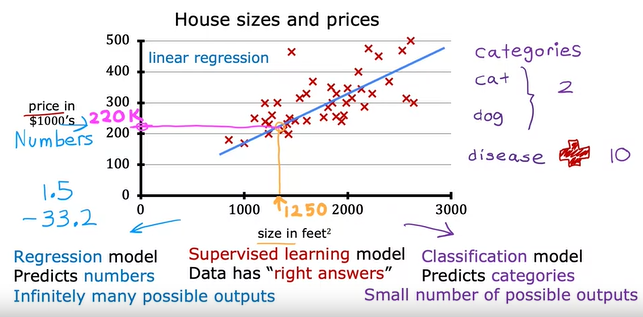 House sizes and prices
500
400
300
200
100
0
linear regression
price in
$1000's
220K
Numbers
1.5
-33.2
0
1000
2000
3000
1250
size in feet²
categories
cat
dog
2
disease
10
Regression model
Predicts numbers
Infinitely many possible outputs
Supervised learning model
Data has "right answers"
Classification model
Predicts categories
Small number of possible outputs